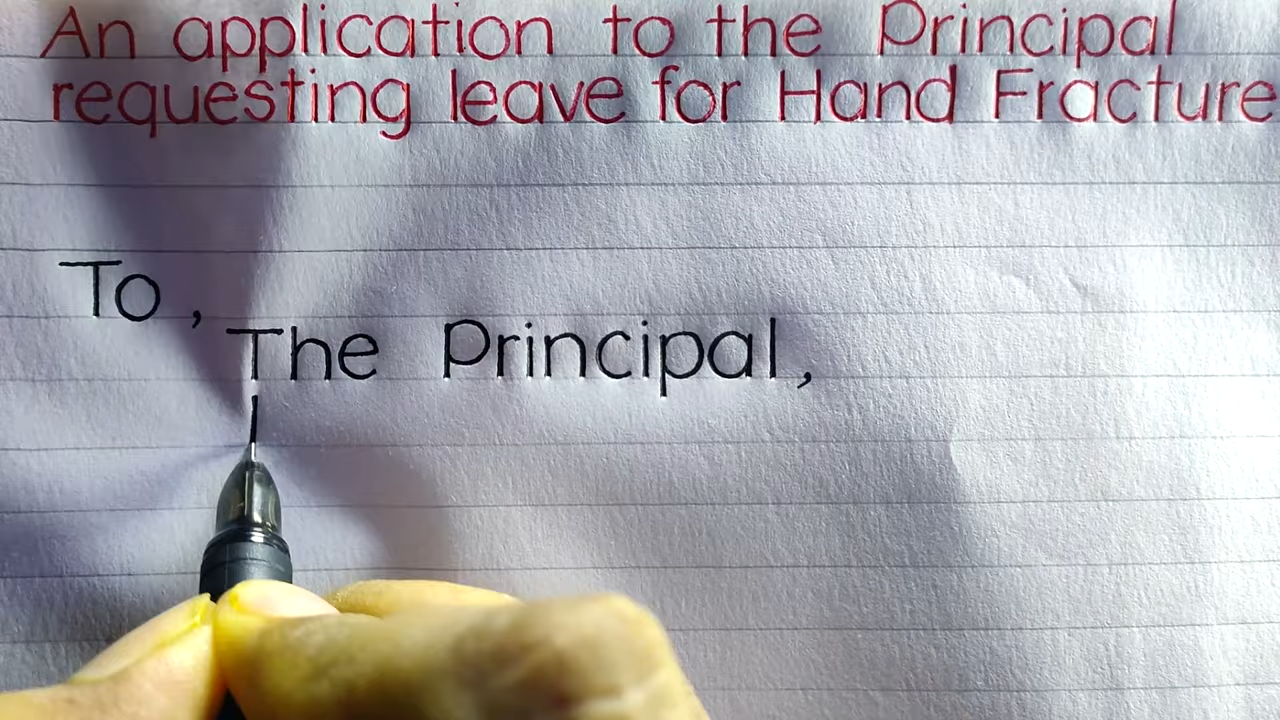 An application to the Principal
requesting leave for Hand Fracture
To,
The Principal,